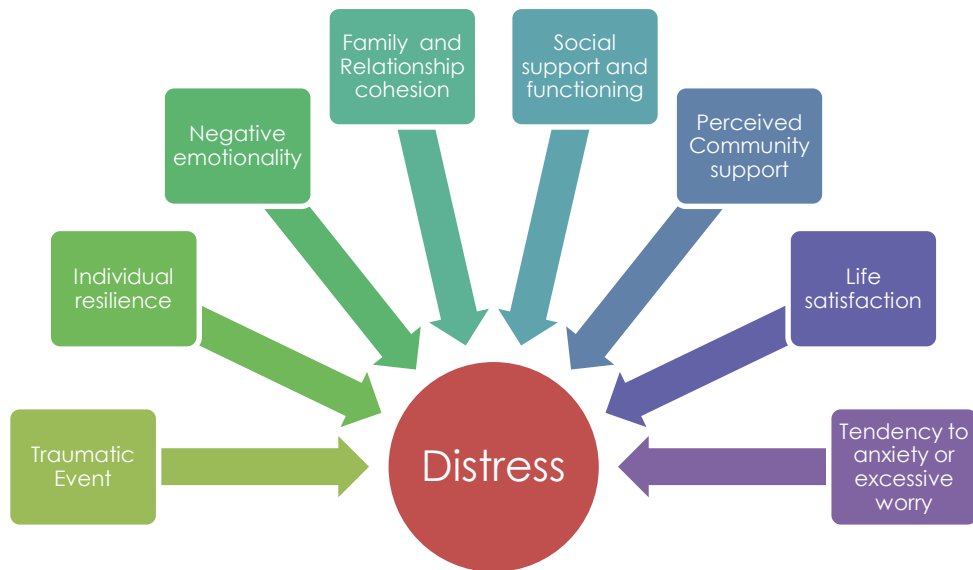 Family and
Relationship
cohesion
Social
support and
functioning
Negative
emotionality
Perceived
Community
support
Individual
resilience
Life
satisfaction
Traumatic
Event
Distress
Tendency to
anxiety or
excessive
worry